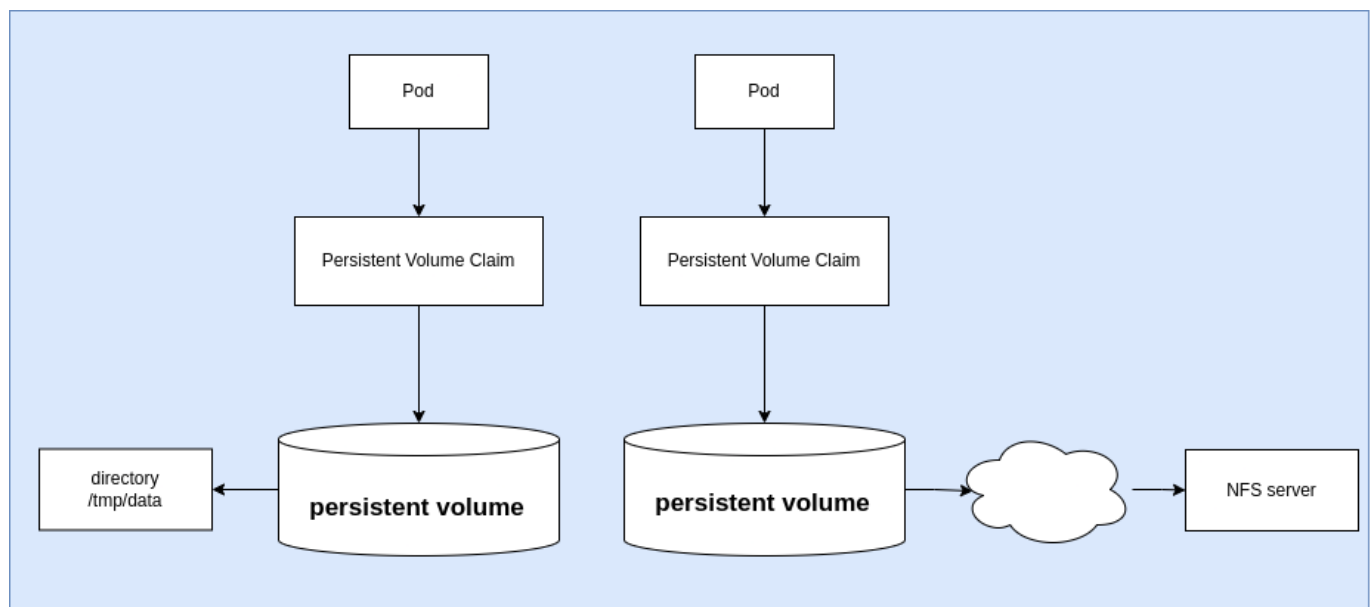 Pod
Pod
Persistent Volume Claim
Persistent Volume Claim
directory
/tmp/data
persistent volume
persistent volume
NFS server